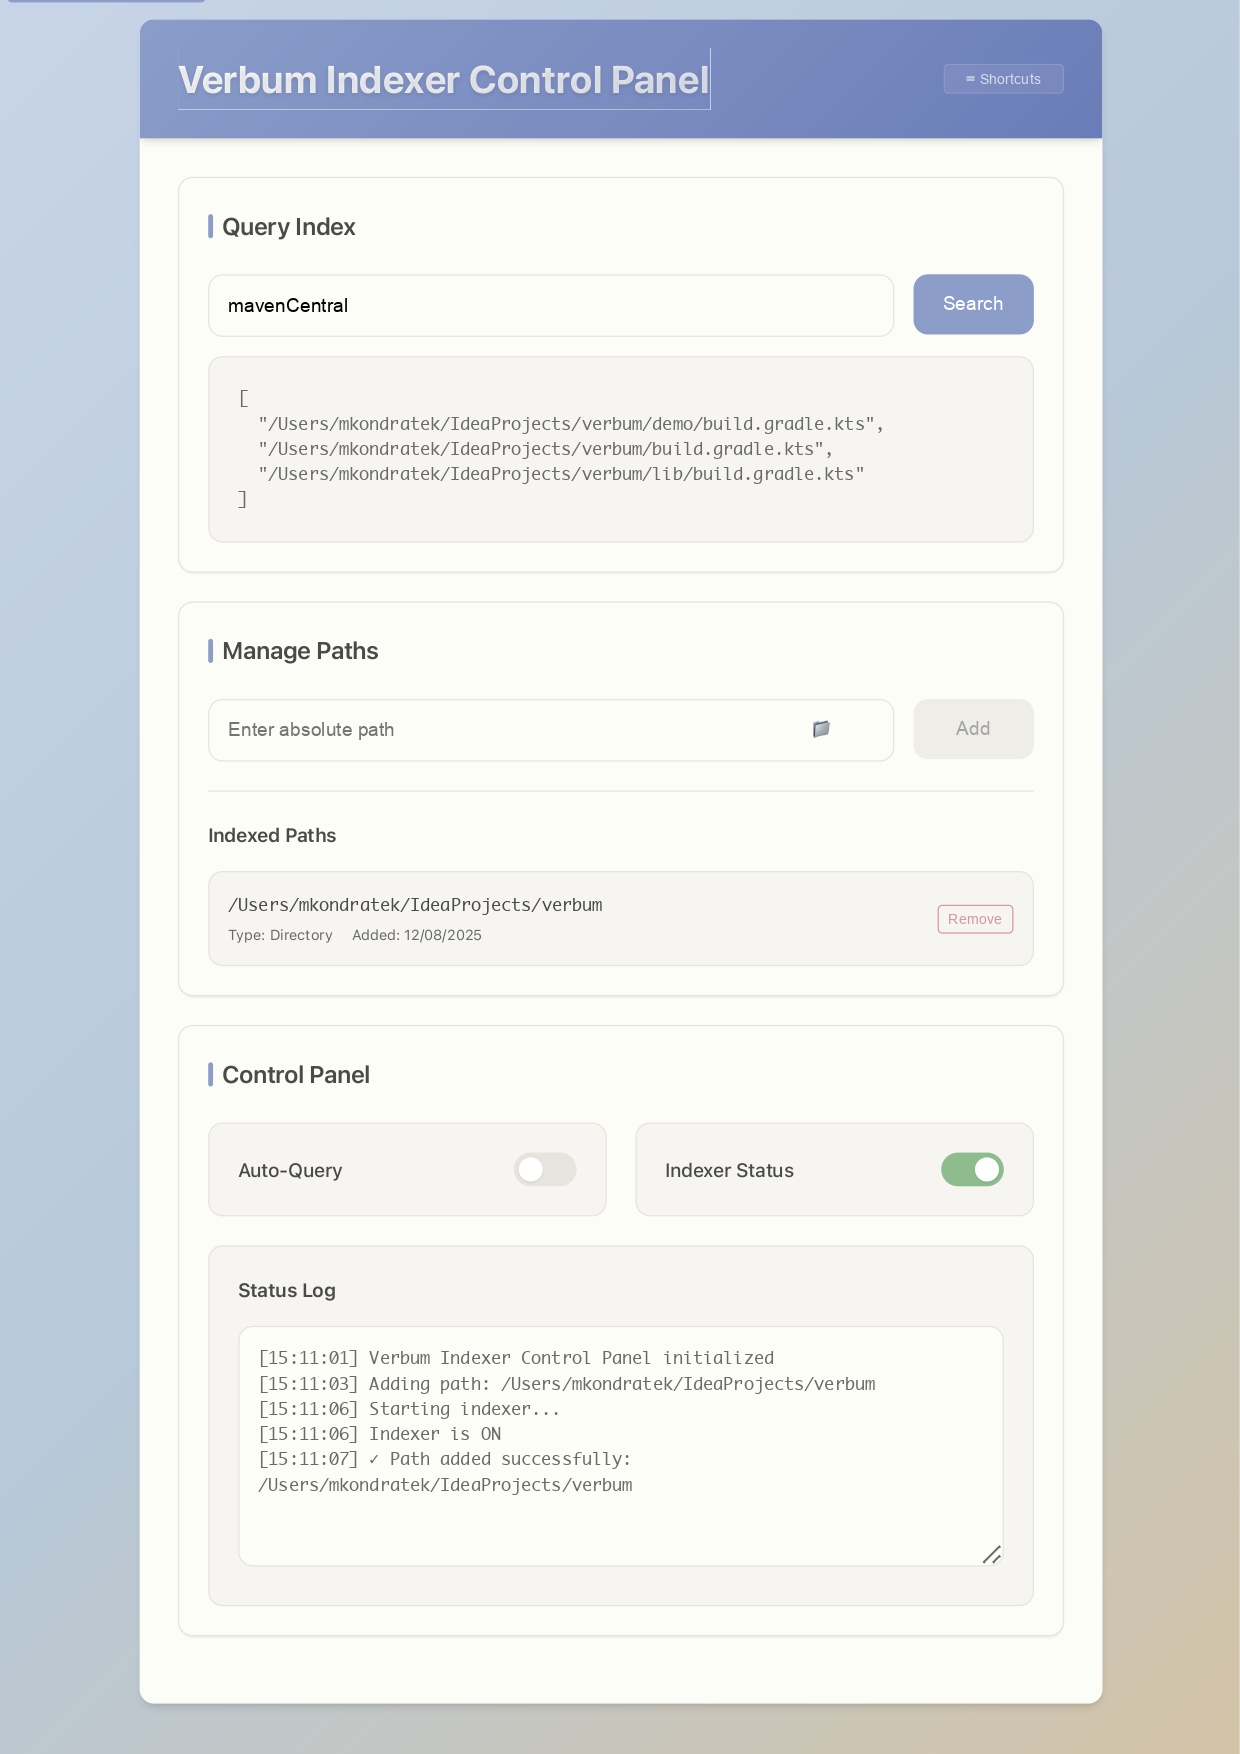 Verbum Indexer Control Panel
≡ Shortcuts
Query Index
mavenCentral
Search
[
"/Users/mkondratek/IdeaProjects/verbum/demo/build.gradle.kts",
"/Users/mkondratek/IdeaProjects/verbum/build.gradle.kts",
"/Users/mkondratek/IdeaProjects/verbum/lib/build.gradle.kts"
]
Manage Paths
Enter absolute path
Add
Indexed Paths
/Users/mkondratek/IdeaProjects/verbum
Type: Directory Added: 12/08/2025
Remove
Control Panel
Auto-Query
Indexer Status
Status Log
[15:11:01] Verbum Indexer Control Panel initialized
[15:11:03] Adding path: /Users/mkondratek/IdeaProjects/verbum
[15:11:06] Starting indexer...
[15:11:06] Indexer is ON
[15:11:07] ✓ Path added successfully:
/Users/mkondratek/IdeaProjects/verbum